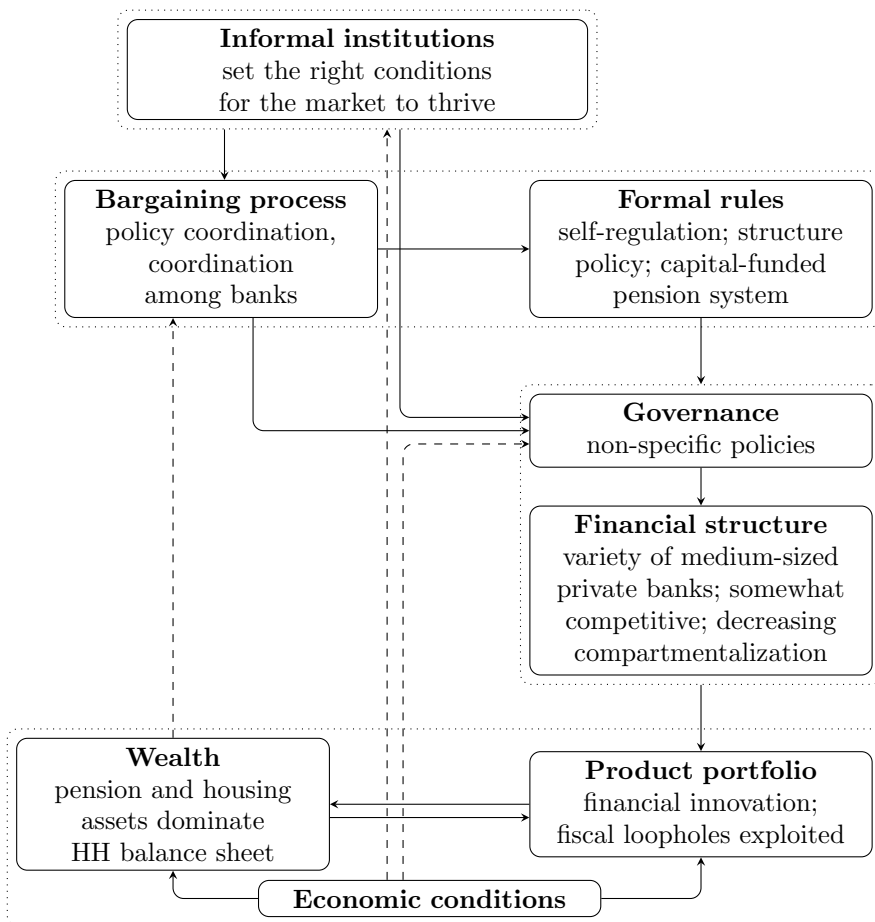 Informal institutions
set the right conditions
for the market to thrive
Bargaining process
policy coordination,
coordination
among banks
Formal rules
self-regulation; structure
policy; capital-funded
pension system
Governance
non-specific policies
Financial structure
variety of medium-sized
private banks; somewhat
competitive; decreasing
compartmentalization
Wealth
pension and housing
assets dominate
HH balance sheet
Product portfolio
financial innovation;
fiscal loopholes exploited
Economic conditions